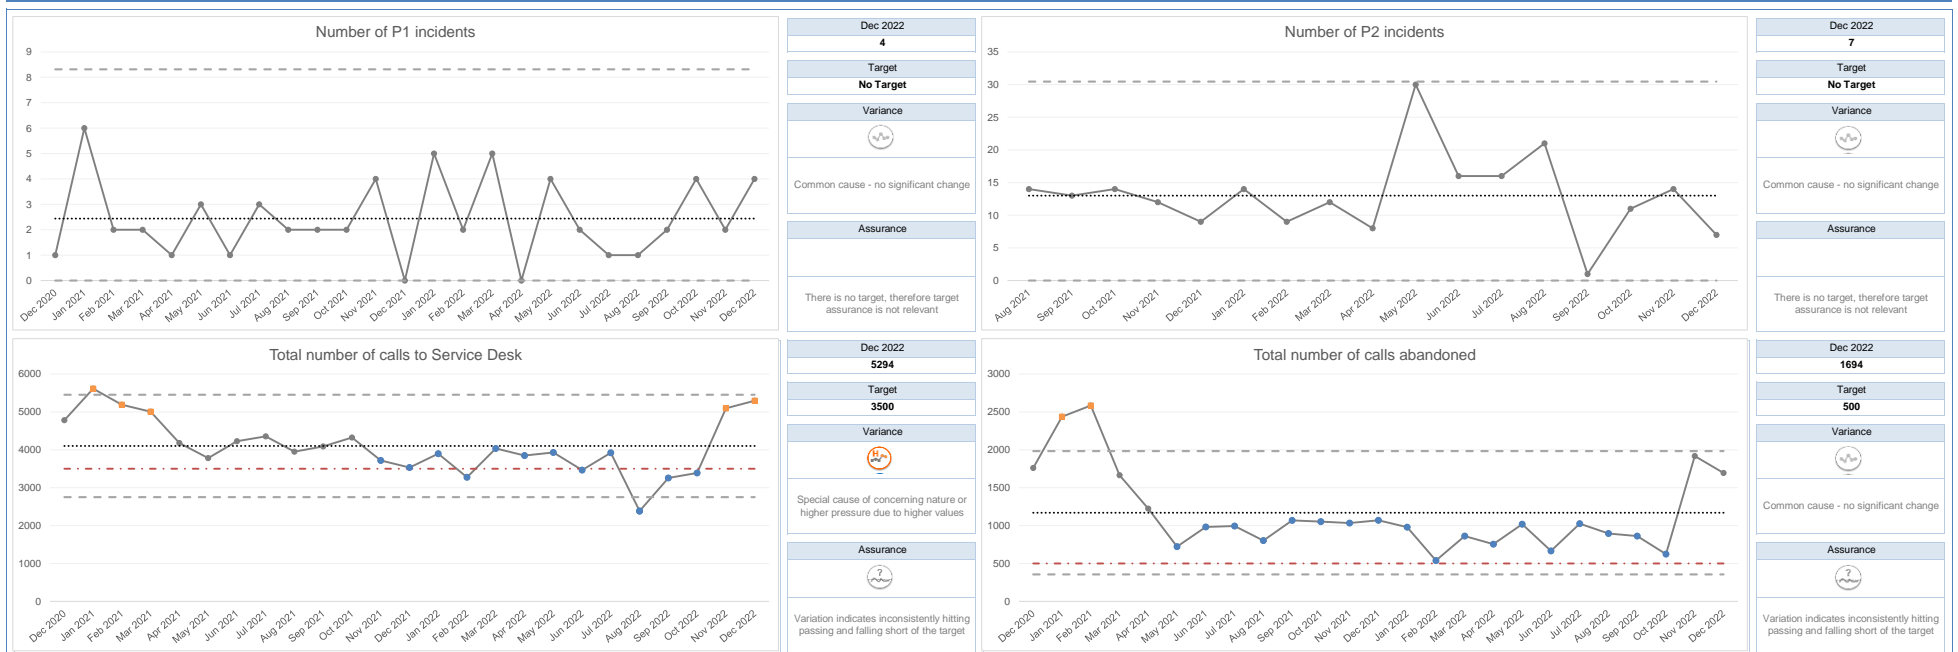 Number of P1 incidents
9
8
7
6
5
4
3
2
1
0
Dec 2020
Jan 2021
Feb 2021
Mar 2021
Apr 2021
May 2021
Jun 2021
Jul 2021
Aug 2021
Sep 2021
Oct 2021
Nov 2021
Dec 2021
Jan 2022
Feb 2022
Mar 2022
Apr 2022
May 2022
Jun 2022
Jul 2022
Aug 2022
Sep 2022
Oct 2022
Nov 2022
Dec 2022
Dec 2022
4
Target
No Target
Variance
Common cause - no significant change
Assurance
There is no target, therefore target
assurance is not relevant
Number of P2 incidents
35
30
25
20
15
10
5
0
Aug 2021
Sep 2021
Oct 2021
Nov 2021
Dec 2021
Jan 2022
Feb 2022
Mar 2022
Apr 2022
May 2022
Jun 2022
Jul 2022
Aug 2022
Sep 2022
Oct 2022
Nov 2022
Dec 2022
Dec 2022
7
Target
No Target
Variance
Common cause - no significant change
Assurance
There is no target, therefore target
assurance is not relevant
Total number of calls to Service Desk
6000
5000
4000
3000
2000
1000
0
Dec 2020
Jan 2021
Feb 2021
Mar 2021
Apr 2021
May 2021
Jun 2021
Jul 2021
Aug 2021
Sep 2021
Oct 2021
Nov 2021
Dec 2021
Jan 2022
Feb 2022
Mar 2022
Apr 2022
May 2022
Jun 2022
Jul 2022
Aug 2022
Sep 2022
Oct 2022
Nov 2022
Dec 2022
Dec 2022
5294
Target
3500
Variance
H
Special cause of concerning nature or
higher pressure due to higher values
Assurance
?
Variation indicates inconsistently hitting
passing and falling short of the target
Total number of calls abandoned
3000
2500
2000
1500
1000
500
0
Dec 2020
Jan 2021
Feb 2021
Mar 2021
Apr 2021
May 2021
Jun 2021
Jul 2021
Aug 2021
Sep 2021
Oct 2021
Nov 2021
Dec 2021
Jan 2022
Feb 2022
Mar 2022
Apr 2022
May 2022
Jun 2022
Jul 2022
Aug 2022
Sep 2022
Oct 2022
Nov 2022
Dec 2022
Dec 2022
1694
Target
500
Variance
Common cause - no significant change
Assurance
?
Variation indicates inconsistently hitting
passing and falling short of the target